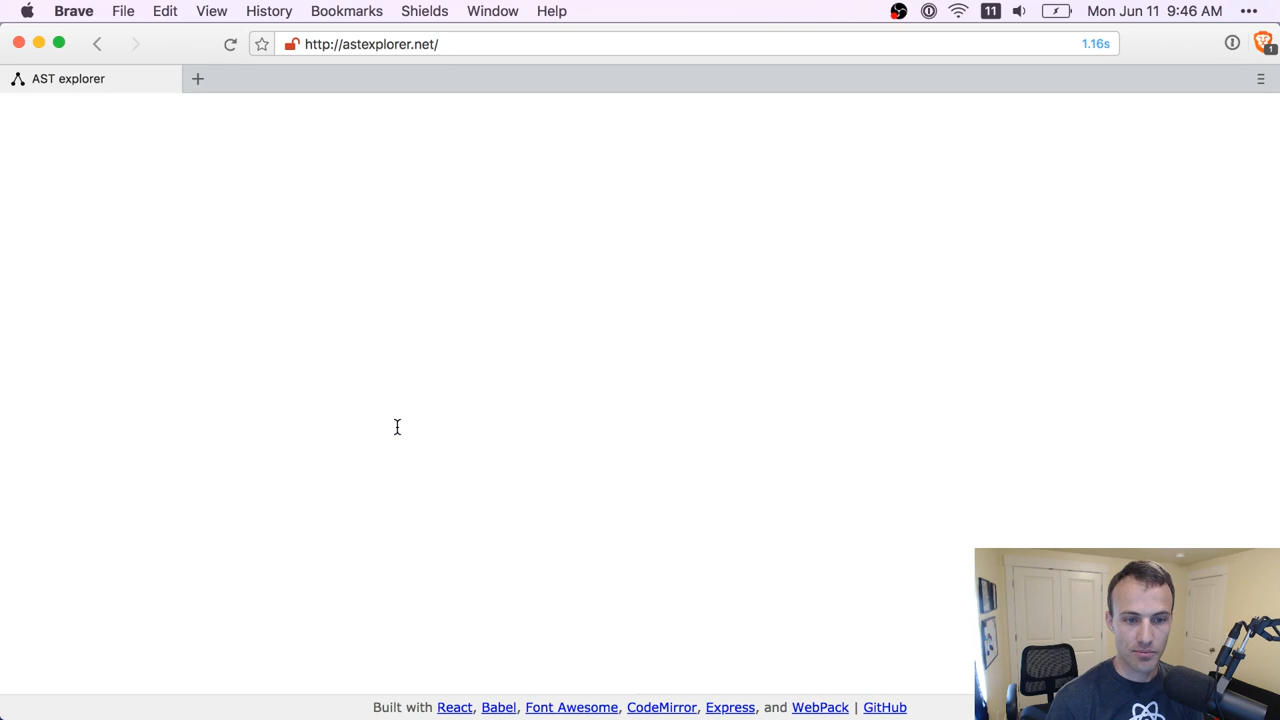 Brave File Edit View History Bookmarks Shields Window Help 11 Mon Jun 11 9:46 AM
http://astexplorer.net/ 1.16s 1
AST explorer
Built with React, Babel, Font Awesome, CodeMirror, Express, and WebPack | GitHub